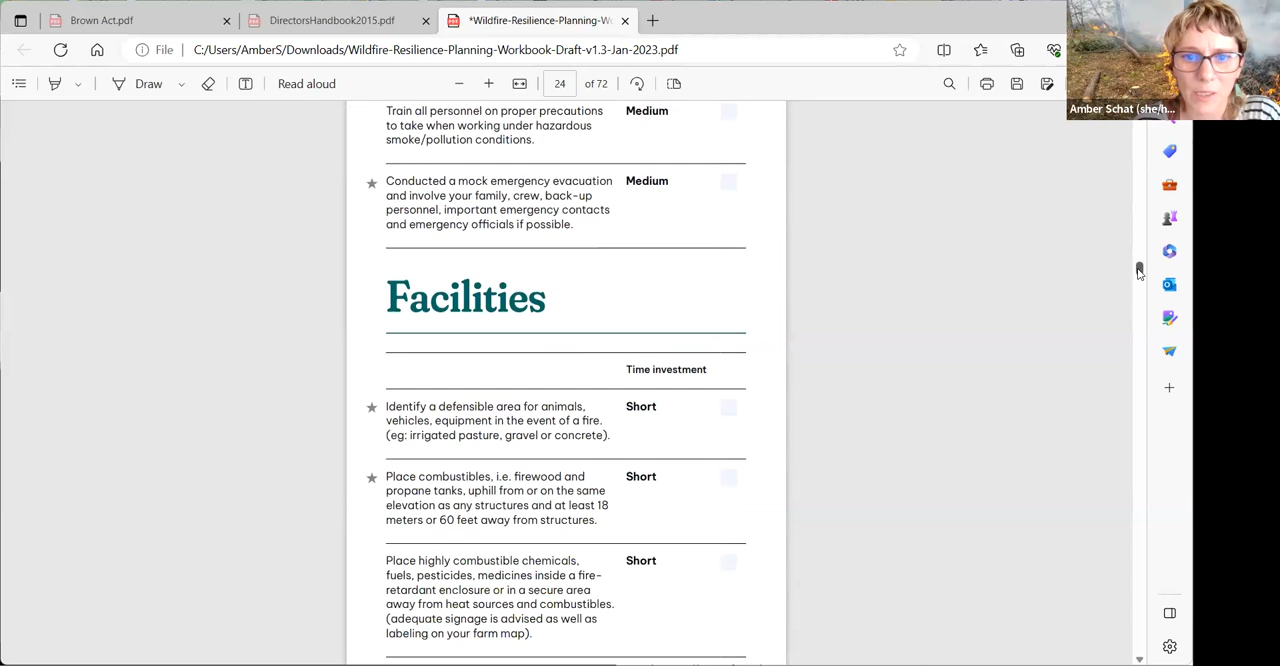 Brown Act.pdf
DirectorsHandbook2015.pdf
*Wildfire-Resilience-Planning-Wo
File
C:/Users/AmberS/Downloads/Wildfire-Resilience-Planning-Workbook-Draft-v1.3-Jan-2023.pdf
Draw
Read aloud
24
of 72
Amber Schat (she/h...
Train all personnel on proper precautions
to take when working under hazardous
smoke/pollution conditions.
Medium
★ Conducted a mock emergency evacuation
and involve your family, crew, back-up
personnel, important emergency contacts
and emergency officials if possible.
Medium
Facilities
Time investment
★ Identify a defensible area for animals,
vehicles, equipment in the event of a fire.
(eg: irrigated pasture, gravel or concrete).
Short
★ Place combustibles, i.e. firewood and
propane tanks, uphill from or on the same
elevation as any structures and at least 18
meters or 60 feet away from structures.
Short
Place highly combustible chemicals,
fuels, pesticides, medicines inside a fire-
retardant enclosure or in a secure area
away from heat sources and combustibles.
(adequate signage is advised as well as
labeling on your farm map).
Short